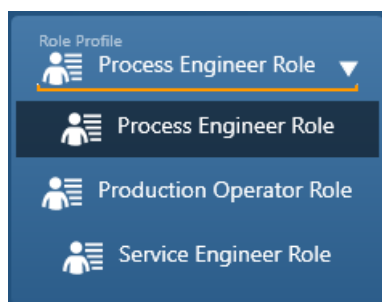 Role Profile
Process Engineer Role
Process Engineer Role
Production Operator Role
Service Engineer Role